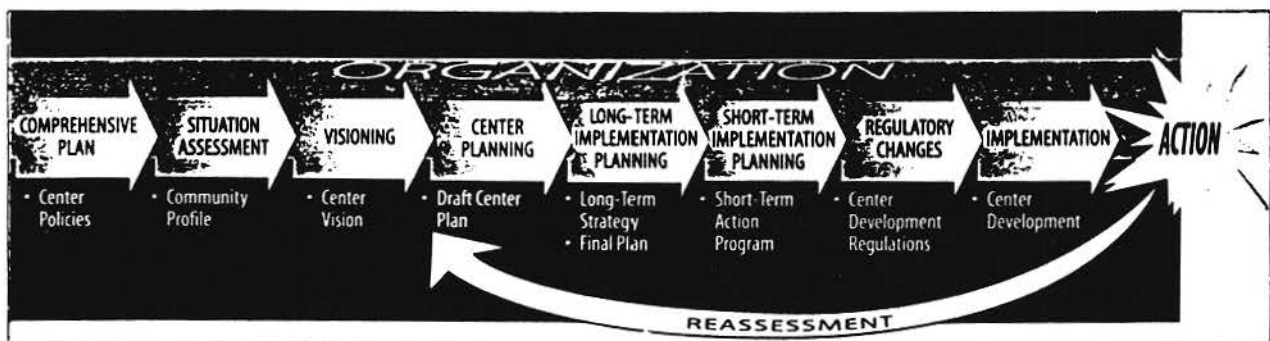 ORGANIZATION
COMPREHENSIVE
PLAN
SITUATION
ASSESSMENT
VISIONING
CENTER
PLANNING
LONG-TERM
IMPLEMENTATION
PLANNING
SHORT-TERM
IMPLEMENTATION
PLANNING
REGULATORY
CHANGES
IMPLEMENTATION
ACTION
• Center
Policies
• Community
Profile
• Center
Vision
• Draft Center
Plan
• Long-Term
Strategy
• Final Plan
• Short-Term
Action
Program
• Center
Development
Regulations
• Center
Development
REASSESSMENT